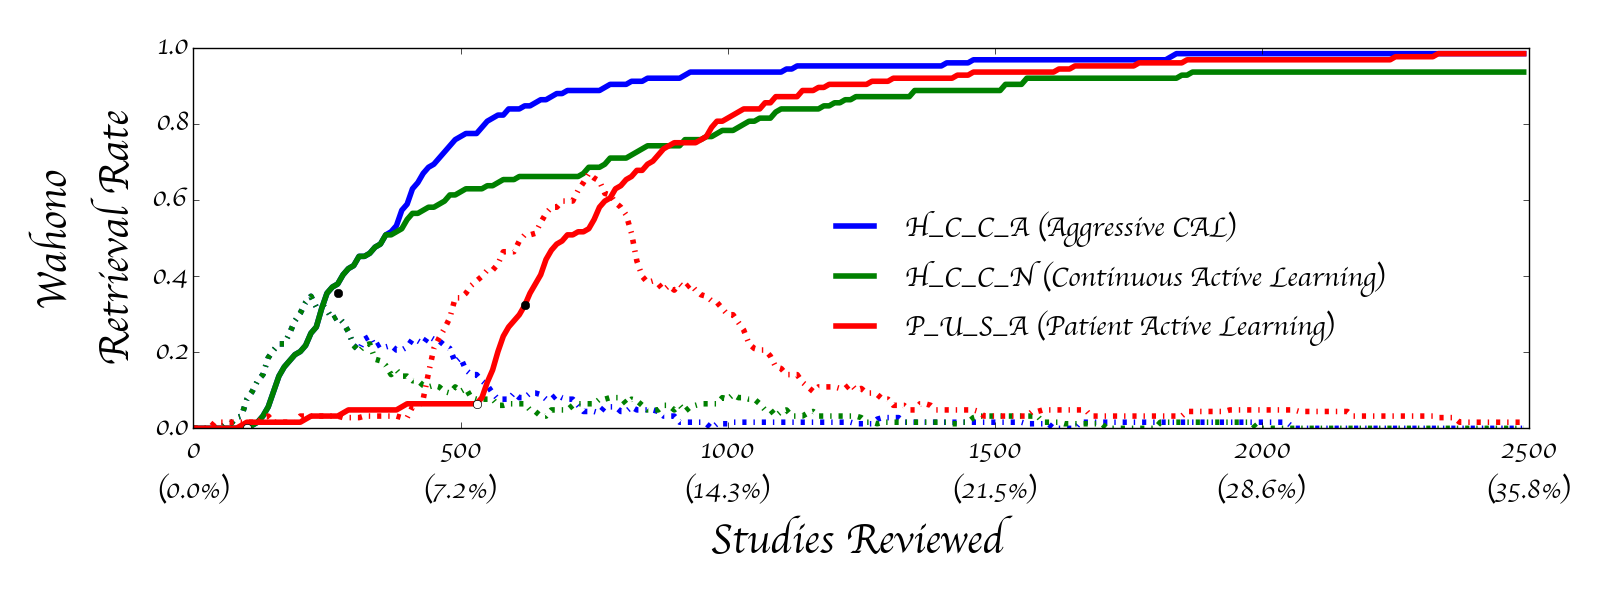 Wahono
Retrieval Rate
1.0
0.8
0.6
0.4
0.2
0.0
H_C_C_A (Aggressive CAL)
H_C_C_N (Continuous Active Learning)
P_U_S_A (Patient Active Learning)
0 500 1000 1500 2000 2500
(0.0%) (7.2%) (14.3%) (21.5%) (28.6%) (35.8%)
Studies Reviewed